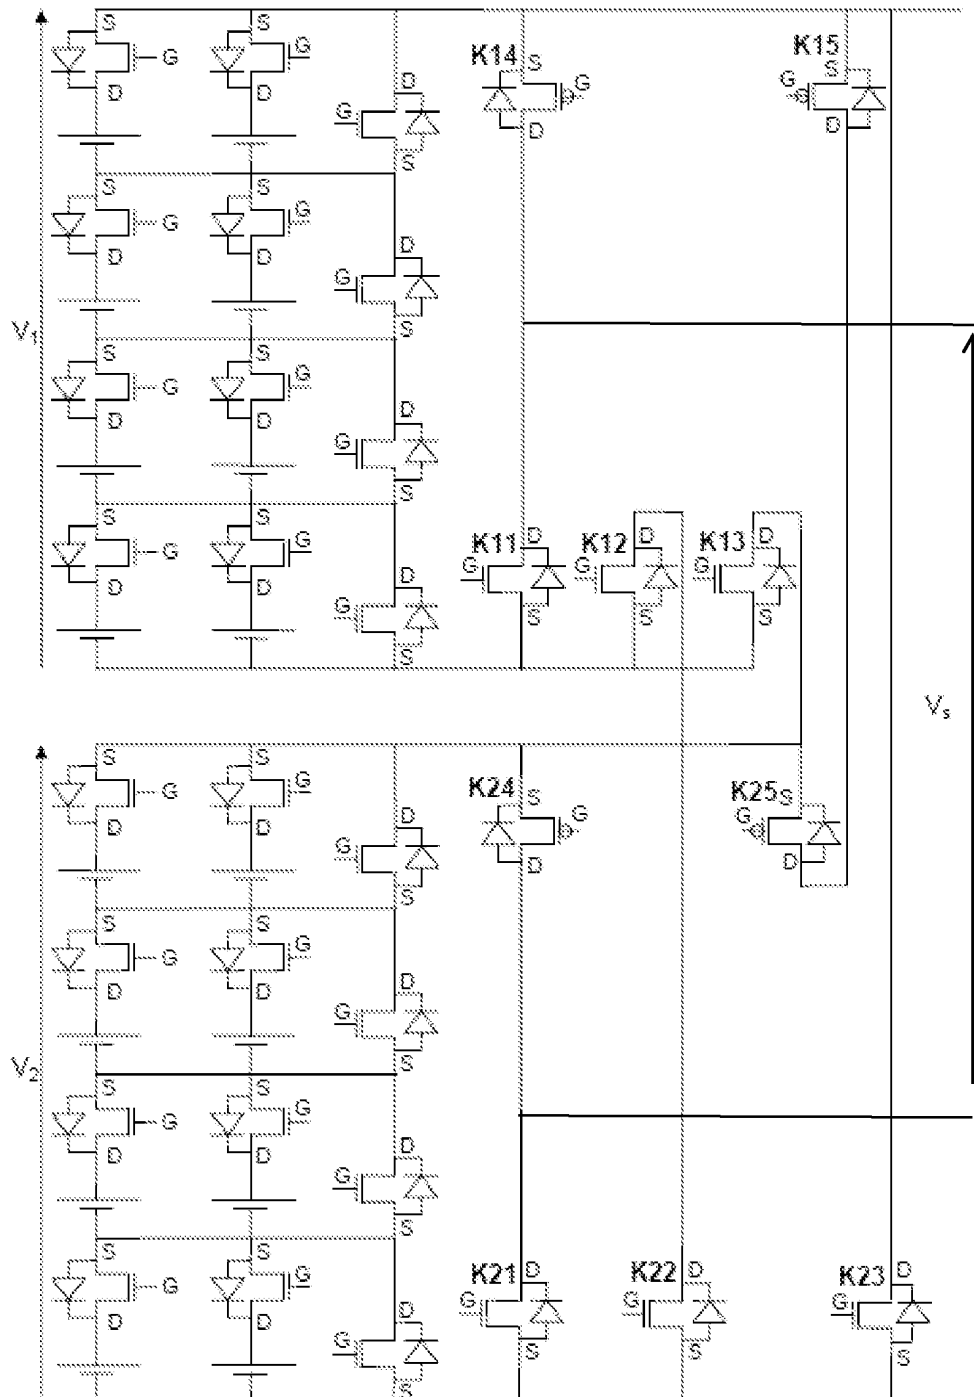 S S K14 S K15
G G G G S
D D D D
G
S
S S
G G
D D D
G
V₁ S
S S
G G
D D D
G
S
S S
G G D D D
K11 K12 K13
D D D
G G G G
S S S S
Vₛ
S S
G G K24 S K25 S
D D D G G
G D D
S
S S
G G
D D D
G
V₂ S
S S
G G
D D D
G
S
S S
G G K21 D K22 D K23 D
D D D G G G
G S S S
S